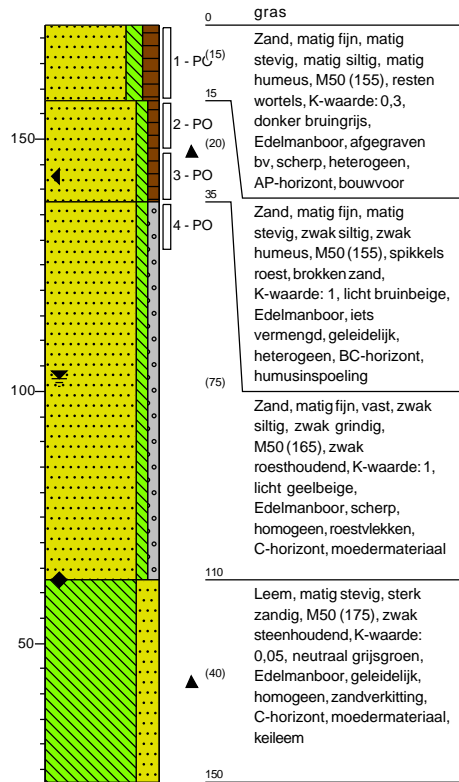 0
gras
(15)
1 - PO
Zand, matig fijn, matig
stevig, matig siltig, matig
humeus, M50 (155), resten
wortels, K-waarde: 0,3,
donker bruingrijs,
Edelmanboor, afgegraven
bv, scherp, heterogeen,
AP-horizont, bouwvoor
15
150
2 - PO
(20)
3 - PO
35
4 - PO
Zand, matig fijn, matig
stevig, zwak siltig, zwak
humeus, M50 (155), spikkels
roest, brokken zand,
K-waarde: 1, licht bruinbeige,
Edelmanboor, iets
vermengd, geleidelijk,
heterogeen, BC-horizont,
humusinspoeling
100
(75)
Zand, matig fijn, vast, zwak
siltig, zwak grindig,
M50 (165), zwak
roesthoudend, K-waarde: 1,
licht geelbeige,
Edelmanboor, scherp,
homogeen, roestvlekken,
C-horizont, moedermateriaal
110
50
(40)
Leem, matig stevig, sterk
zandig, M50 (175), zwak
steenhoudend, K-waarde:
0,05, neutraal grijsgroen,
Edelmanboor, geleidelijk,
homogeen, zandverkitting,
C-horizont, moedermateriaal,
keileem
150